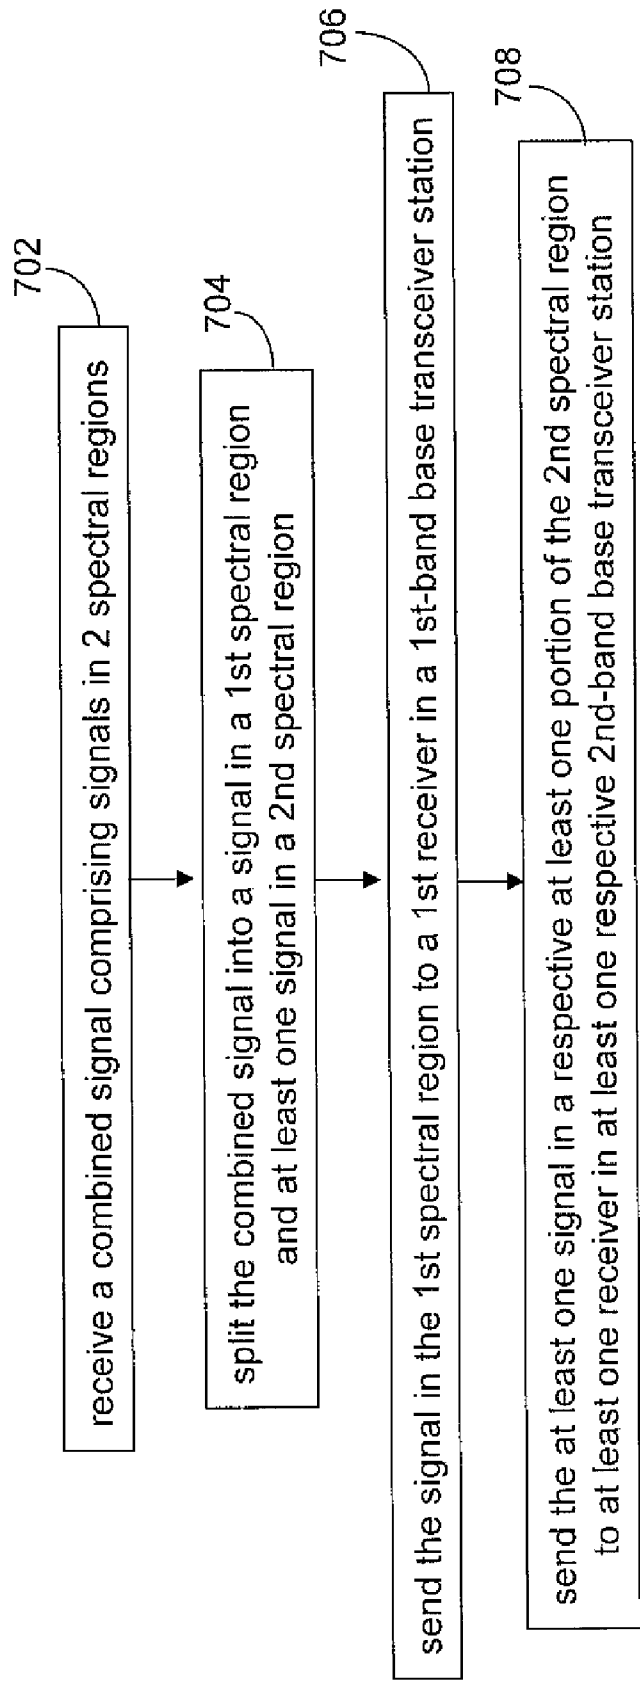 702
receive a combined signal comprising signals in 2 spectral regions
704
split the combined signal into a signal in a 1st spectral region
and at least one signal in a 2nd spectral region
706
send the signal in the 1st spectral region to a 1st receiver in a 1st-band base transceiver station
708
send the at least one signal in a respective at least one portion of the 2nd spectral region
to at least one receiver in at least one respective 2nd-band base transceiver station